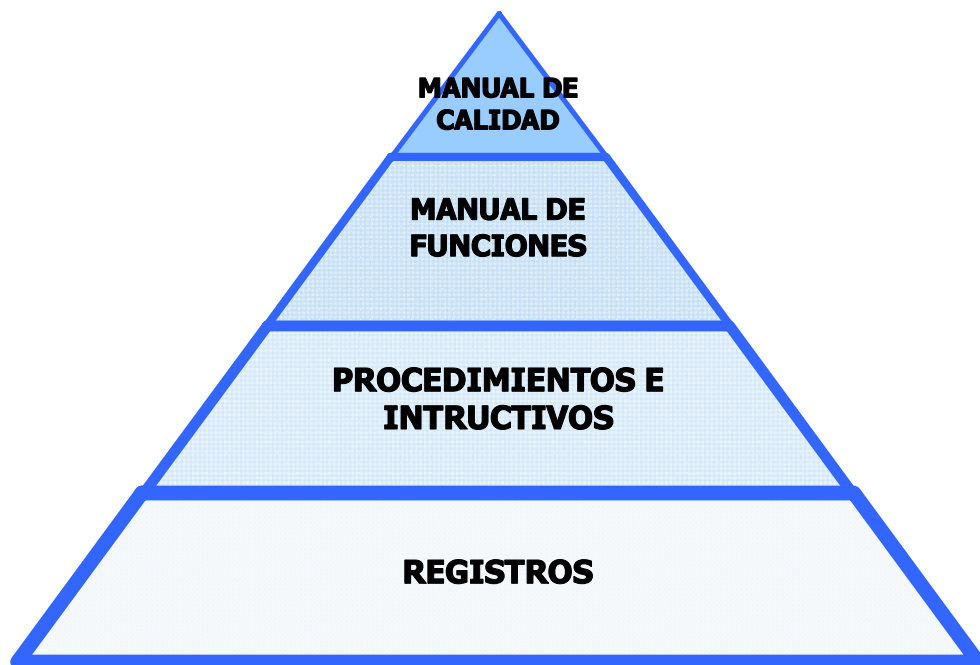 MANUAL DE
CALIDAD
MANUAL DE
FUNCIONES
PROCEDIMIENTOS E
INTRUCTIVOS
REGISTROS